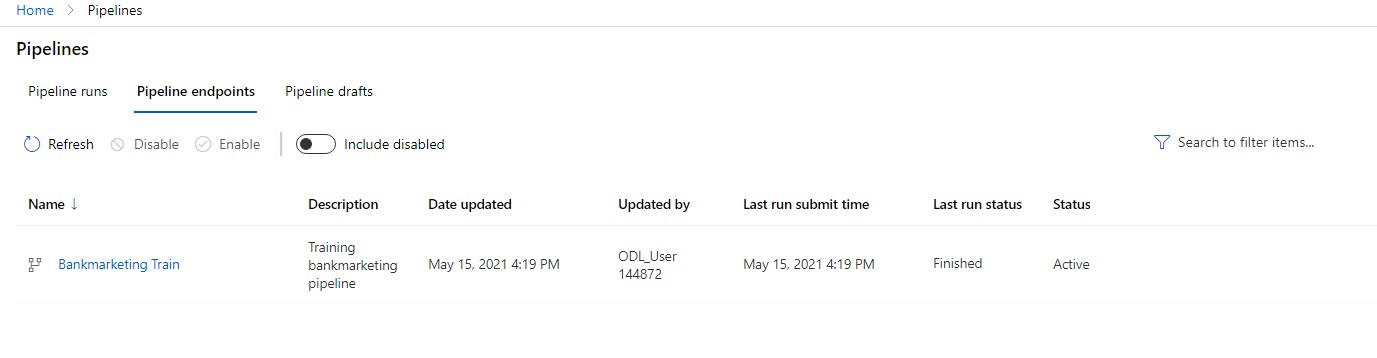 Home > Pipelines
Pipelines
Pipeline runs Pipeline endpoints Pipeline drafts
Refresh Disable Enable Include disabled Search to filter items...
Name ↓ Description Date updated Updated by Last run submit time Last run status Status
Bankmarketing Train
Training
bankmarketing
pipeline
May 15, 2021 4:19 PM
ODL_User
144872
May 15, 2021 4:19 PM
Finished
Active